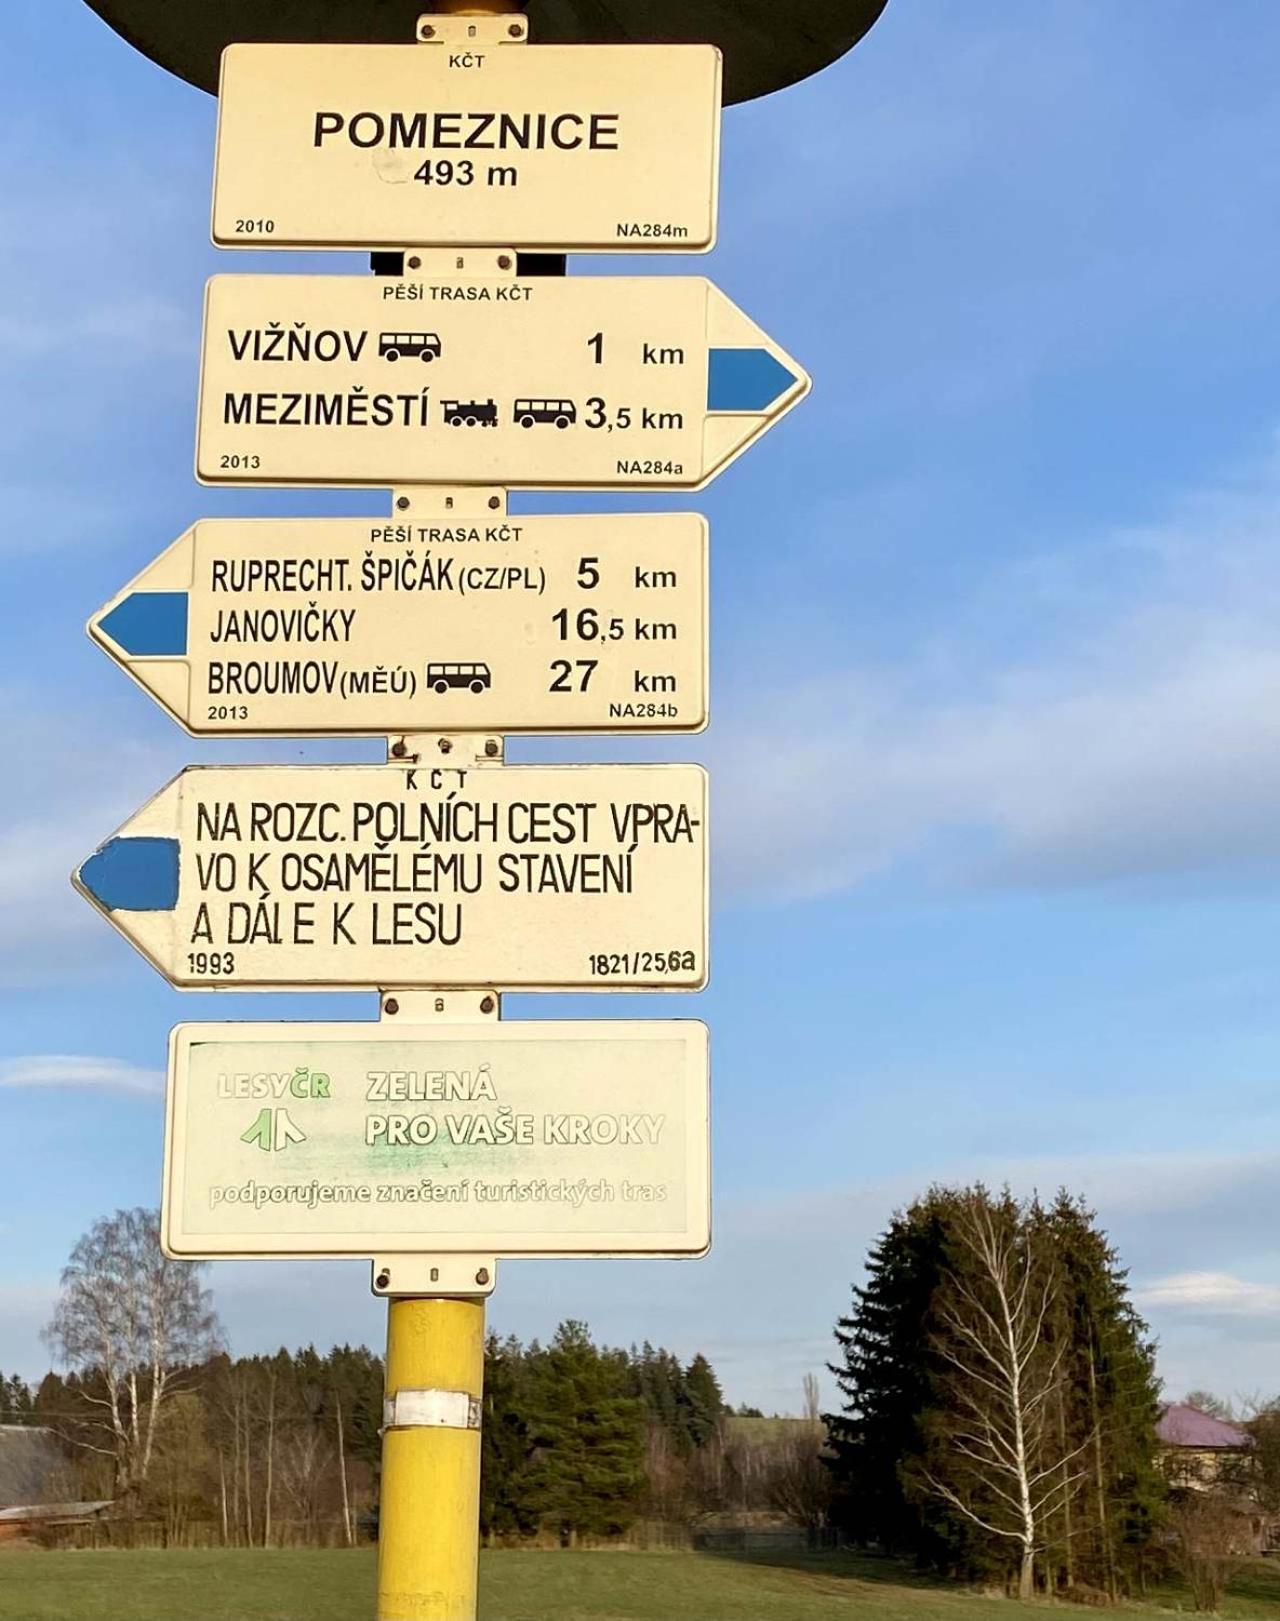 KČT
POMEZNICE
493 m
2010 NA284m
PĚŠÍ TRASA KČT
VIŽŇOV 1 km
MEZIMĚSTÍ 3,5 km
2013 NA284a
PĚŠÍ TRASA KČT
RUPRECHT. ŠPIČÁK (CZ/PL) 5 km
JANOVIČKY 16,5 km
BROUMOV (MĚÚ) 27 km
2013 NA284b
KČT
NA ROZC. POLNÍCH CEST VPRA-
VO K OSAMĚLÉMU STAVENÍ
A DÁLE K LESU
1993 1821/25,6a
LESYČR ZELENÁ
PRO VAŠE KROKY
podporujeme značení turistických tras